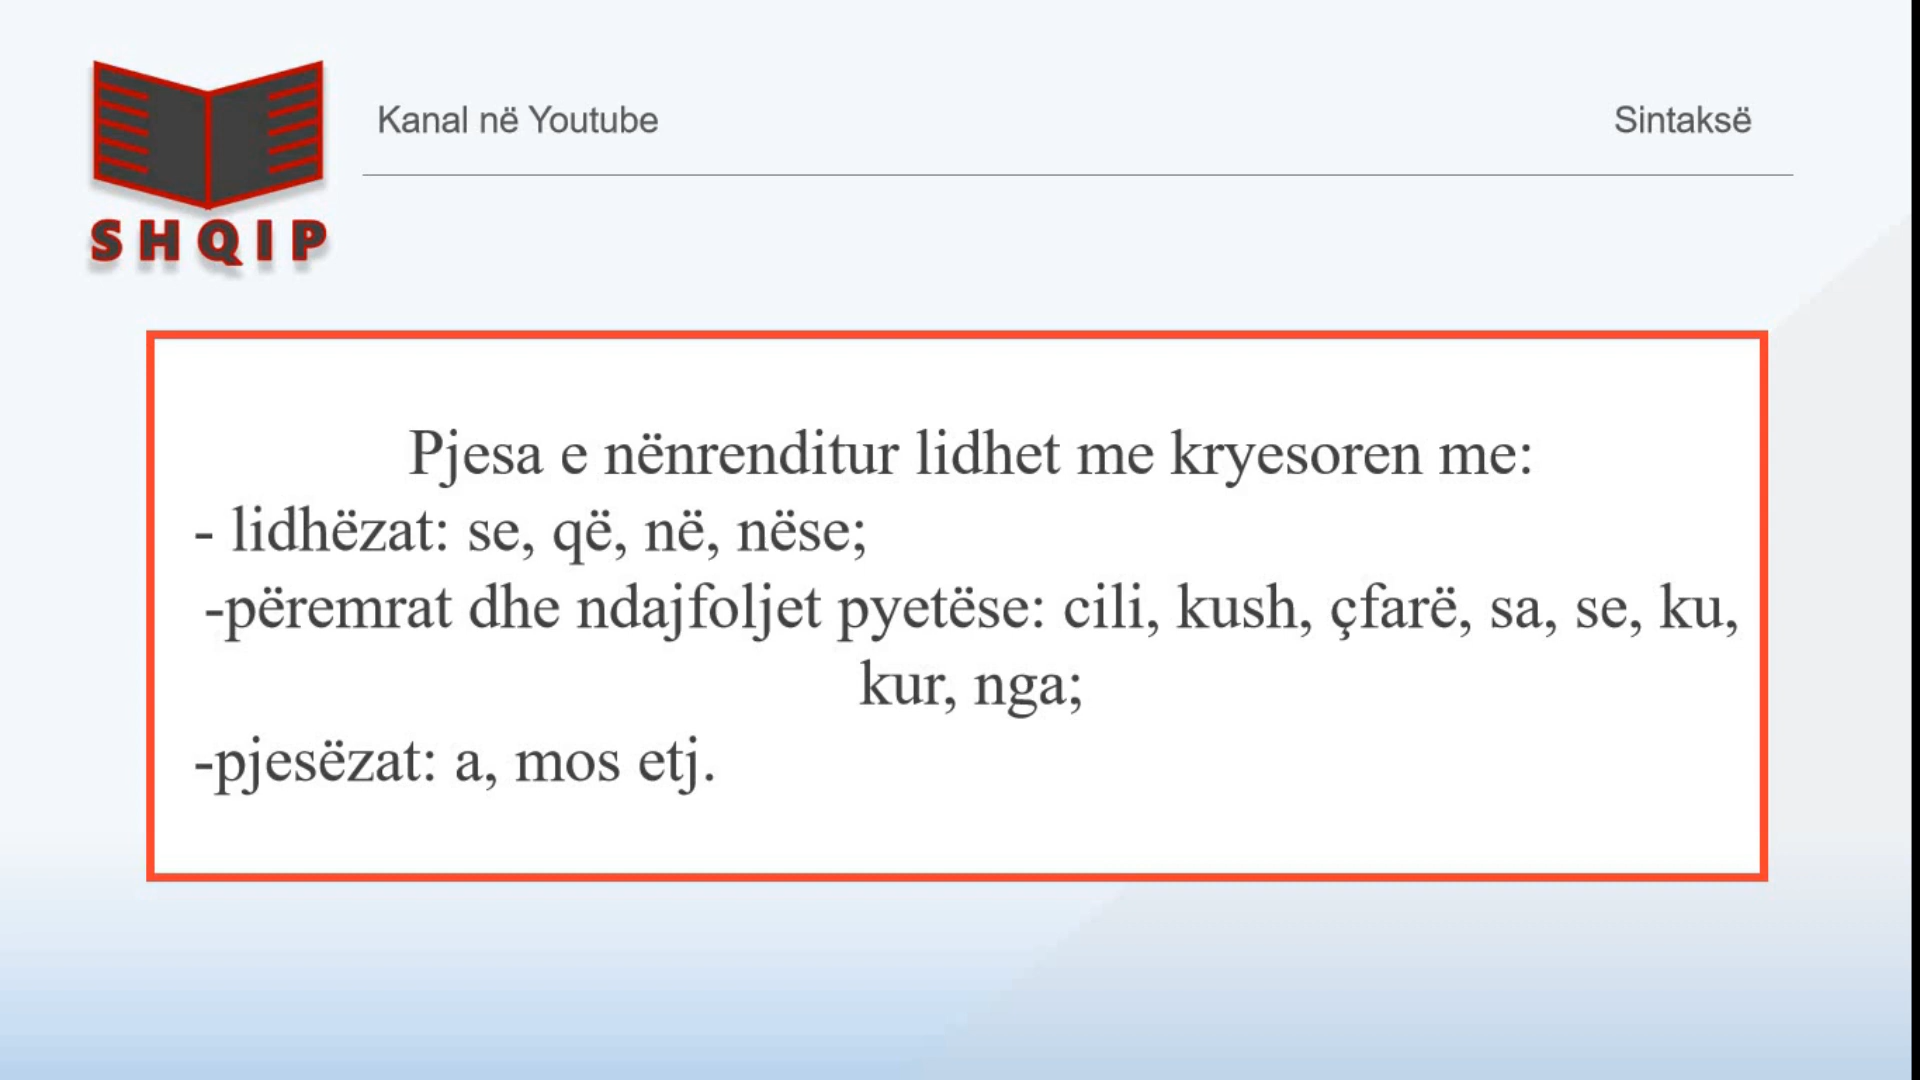 Kanal në Youtube
Sintaksë
SHQIP
Pjesa e nënrenditur lidhet me kryesoren me:
- lidhëzat: se, që, në, nëse;
-përemrat dhe ndajfoljet pyetëse: cili, kush, çfarë, sa, se, ku,
kur, nga;
-pjesëzat: a, mos etj.